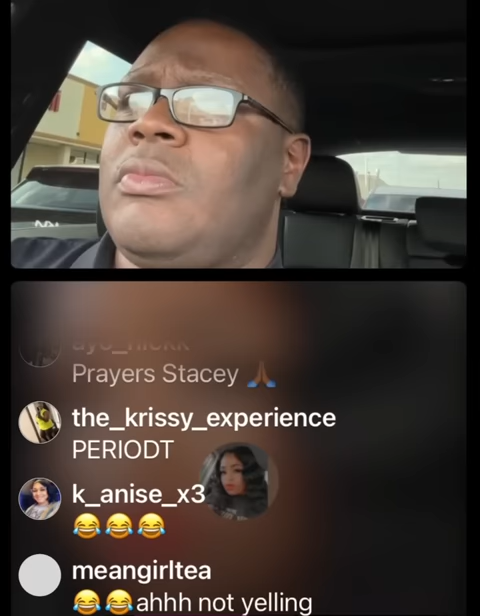 Prayers Stacey 🙏🏾
the_krissy_experience
PERIODT
k_anise_x3
😂😂😂
meangirltea
😂😂ahhh not yelling